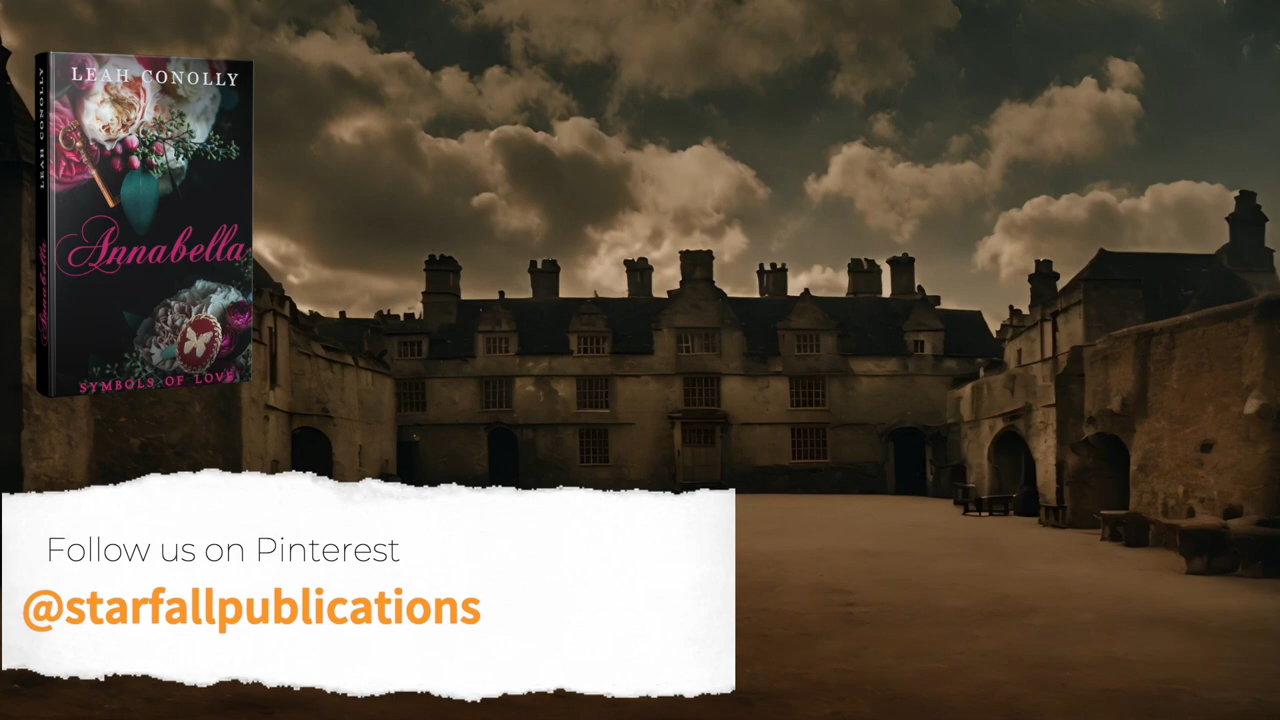 LEAH CONOLLY
LEAH CONOLLY
Annabella
Annabella
SYMBOLS OF LOVE
Follow us on Pinterest
@starfallpublications